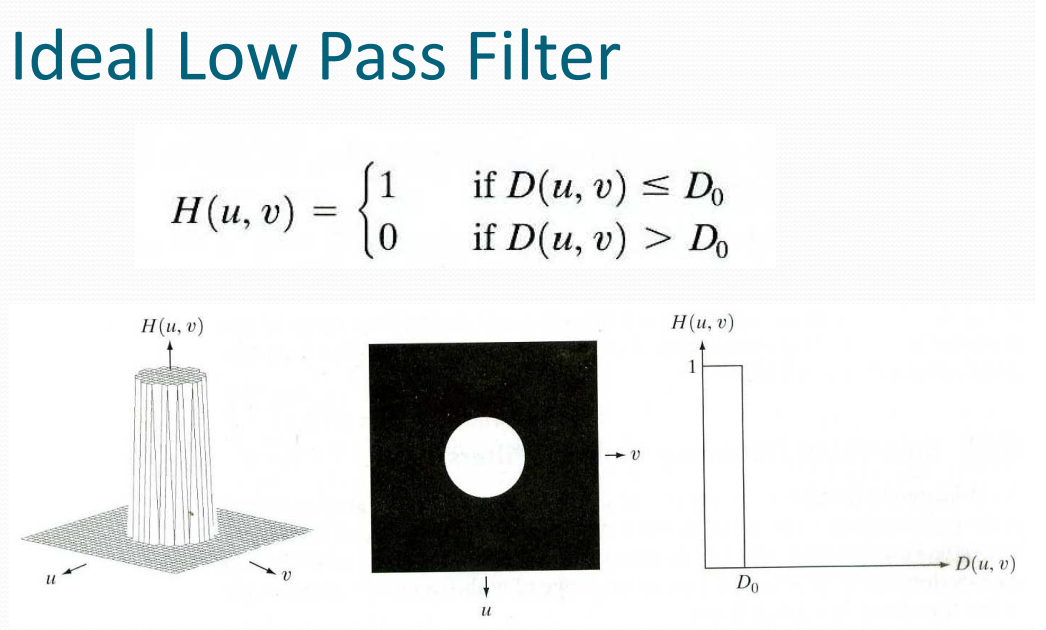 Ideal Low Pass Filter
H(u, v) = {1 if D(u, v) ≤ D₀
0 if D(u, v) > D₀
H(u, v)
u
v
v
u
H(u, v)
1
D₀
D(u, v)